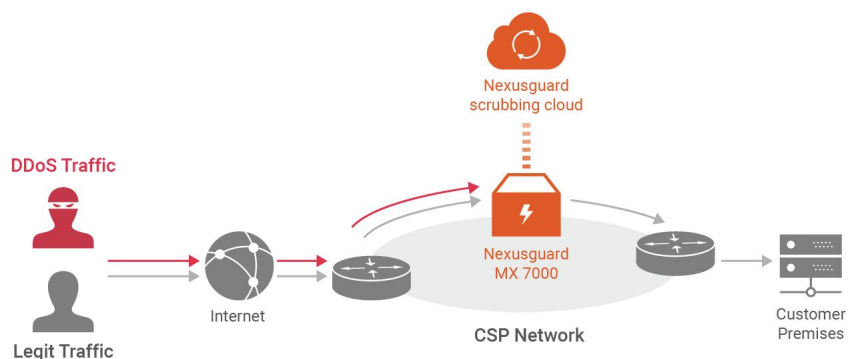 Nexusguard
scrubbing cloud
DDoS Traffic
Internet
Legit Traffic
Nexusguard
MX 7000
CSP Network
Customer
Premises